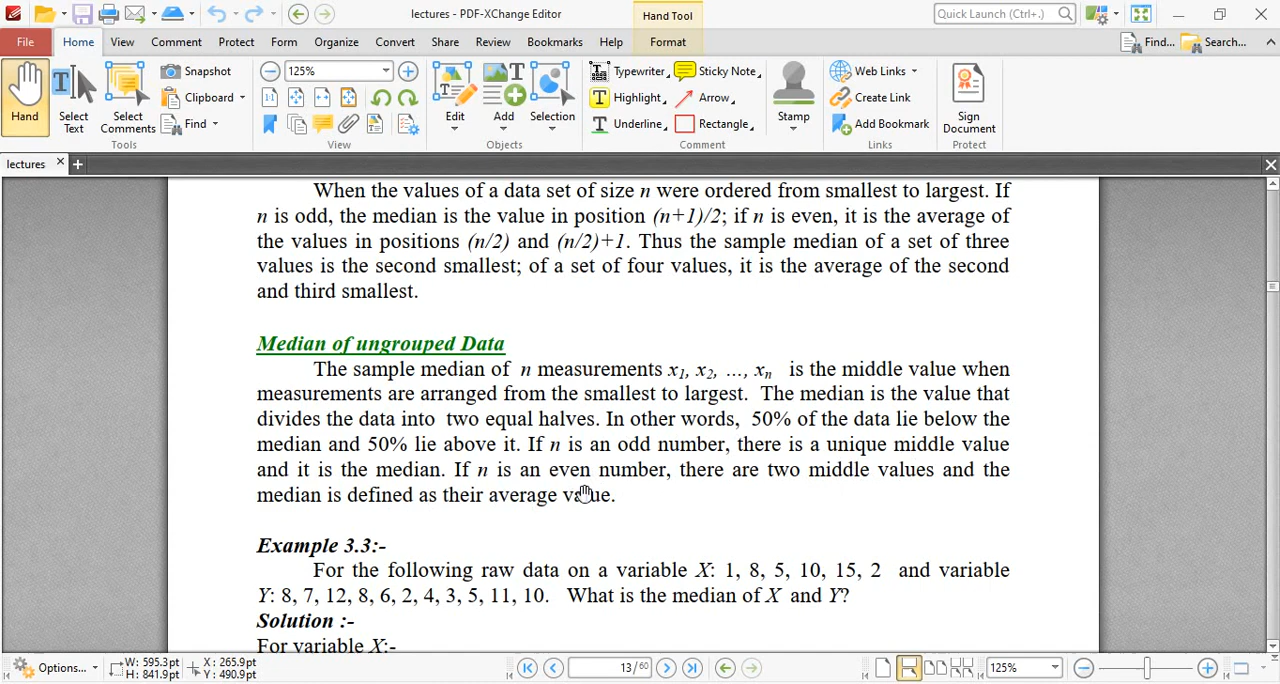 lectures - PDF-XChange Editor
Hand Tool
Quick Launch (Ctrl+.)
File Home View Comment Protect Form Organize Convert Share Review Bookmarks Help Format
Find... Search...
Hand
Select Text
Select Comments
Snapshot
Clipboard
Find
Tools
125%
View
Edit
Add
Selection
Objects
Typewriter
Sticky Note
Highlight
Arrow
Underline
Rectangle
Stamp
Comment
Web Links
Create Link
Add Bookmark
Links
Sign Document
Protect
lectures
When the values of a data set of size n were ordered from smallest to largest. If
n is odd, the median is the value in position (n+1)/2; if n is even, it is the average of
the values in positions (n/2) and (n/2)+1. Thus the sample median of a set of three
values is the second smallest; of a set of four values, it is the average of the second
and third smallest.
Median of ungrouped Data
The sample median of n measurements x1, x2, ..., xn is the middle value when
measurements are arranged from the smallest to largest. The median is the value that
divides the data into two equal halves. In other words, 50% of the data lie below the
median and 50% lie above it. If n is an odd number, there is a unique middle value
and it is the median. If n is an even number, there are two middle values and the
median is defined as their average value.
Example 3.3:-
For the following raw data on a variable X: 1, 8, 5, 10, 15, 2 and variable
Y: 8, 7, 12, 8, 6, 2, 4, 3, 5, 11, 10. What is the median of X and Y?
Solution :-
For variable X:-
Options...
W: 595.3pt
H: 841.9pt
X: 265.9pt
Y: 490.9pt
13/60
125%